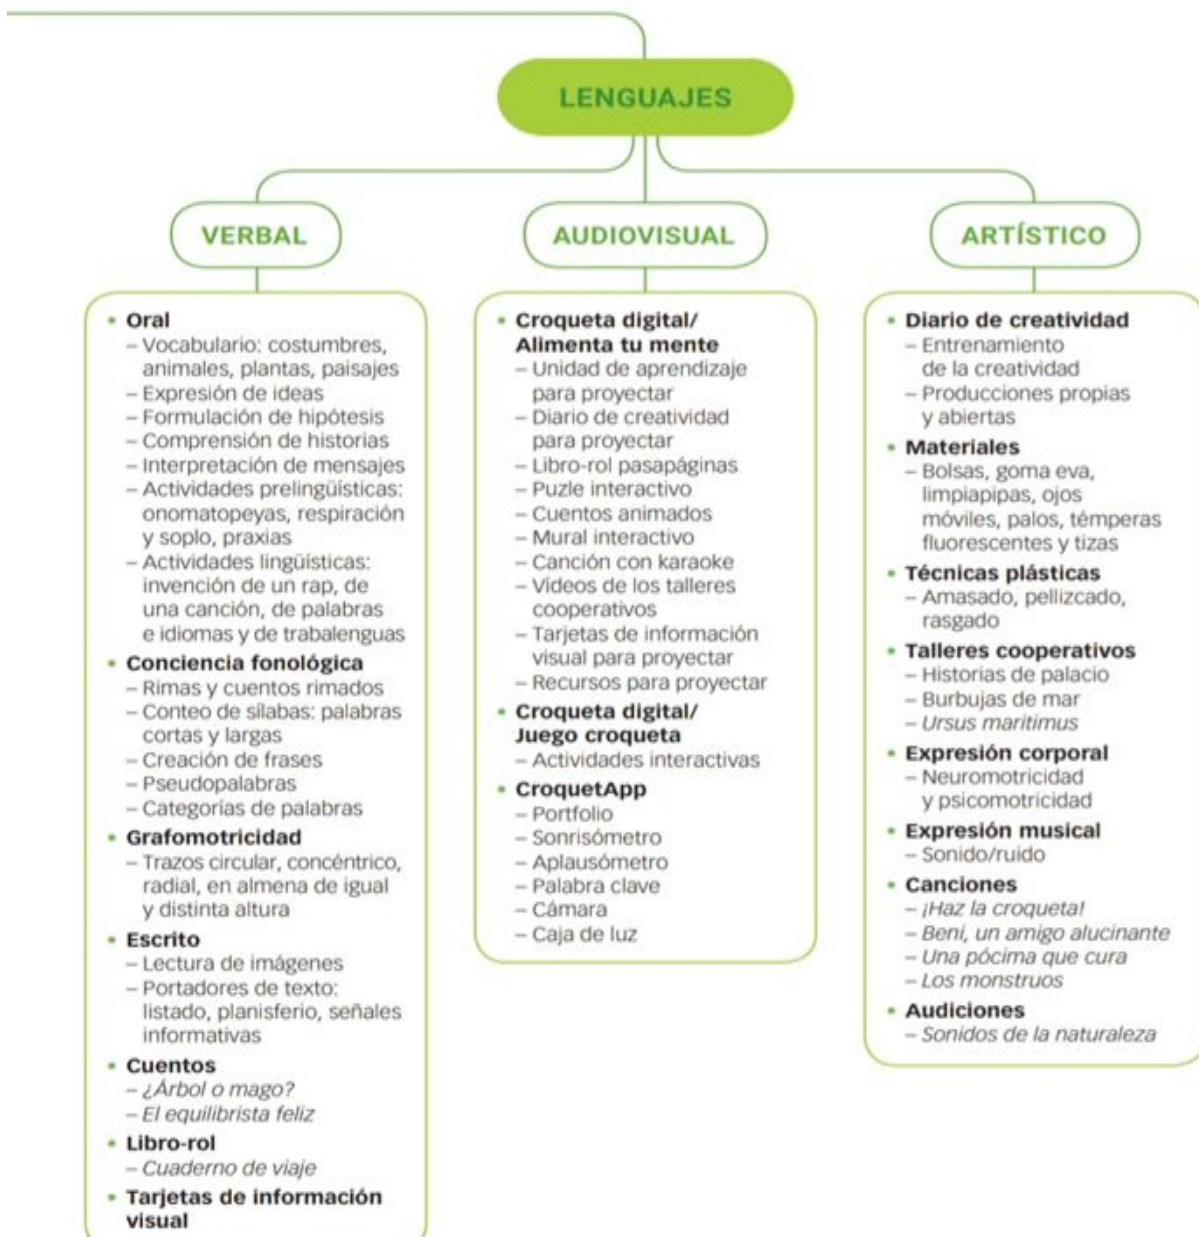 LENGUAJES
VERBAL
• Oral
– Vocabulario: costumbres,
animales, plantas, paisajes
– Expresión de ideas
– Formulación de hipótesis
– Comprensión de historias
– Interpretación de mensajes
– Actividades prelingüísticas:
onomatopeyas, respiración
y soplo, praxias
– Actividades lingüísticas:
invención de un rap, de
una canción, de palabras
e idiomas y de trabalenguas
• Conciencia fonológica
– Rimas y cuentos rimados
– Conteo de sílabas: palabras
cortas y largas
– Creación de frases
– Pseudopalabras
– Categorías de palabras
• Grafomotricidad
– Trazos circular, concéntrico,
radial, en almena de igual
y distinta altura
• Escrito
– Lectura de imágenes
– Portadores de texto:
listado, planisferio, señales
informativas
• Cuentos
– ¿Árbol o mago?
– El equilibrista feliz
• Libro-rol
– Cuaderno de viaje
• Tarjetas de información
visual
AUDIOVISUAL
• Croqueta digital/
Alimenta tu mente
– Unidad de aprendizaje
para proyectar
– Diario de creatividad
para proyectar
– Libro-rol pasapáginas
– Puzle interactivo
– Cuentos animados
– Mural interactivo
– Canción con karaoke
– Vídeos de los talleres
cooperativos
– Tarjetas de información
visual para proyectar
– Recursos para proyectar
• Croqueta digital/
Juego croqueta
– Actividades interactivas
• CroquetApp
– Portfolio
– Sonrisómetro
– Aplausómetro
– Palabra clave
– Cámara
– Caja de luz
ARTÍSTICO
• Diario de creatividad
– Entrenamiento
de la creatividad
– Producciones propias
y abiertas
• Materiales
– Bolsas, goma eva,
limpiapipas, ojos
móviles, palos, témperas
fluorescentes y tizas
• Técnicas plásticas
– Amasado, pellizcado,
rasgado
• Talleres cooperativos
– Historias de palacio
– Burbujas de mar
– Ursus maritimus
• Expresión corporal
– Neuromotricidad
y psicomotricidad
• Expresión musical
– Sonido/ruido
• Canciones
– ¡Haz la croqueta!
– Beni, un amigo alucinante
– Una pócima que cura
– Los monstruos
• Audiciones
– Sonidos de la naturaleza